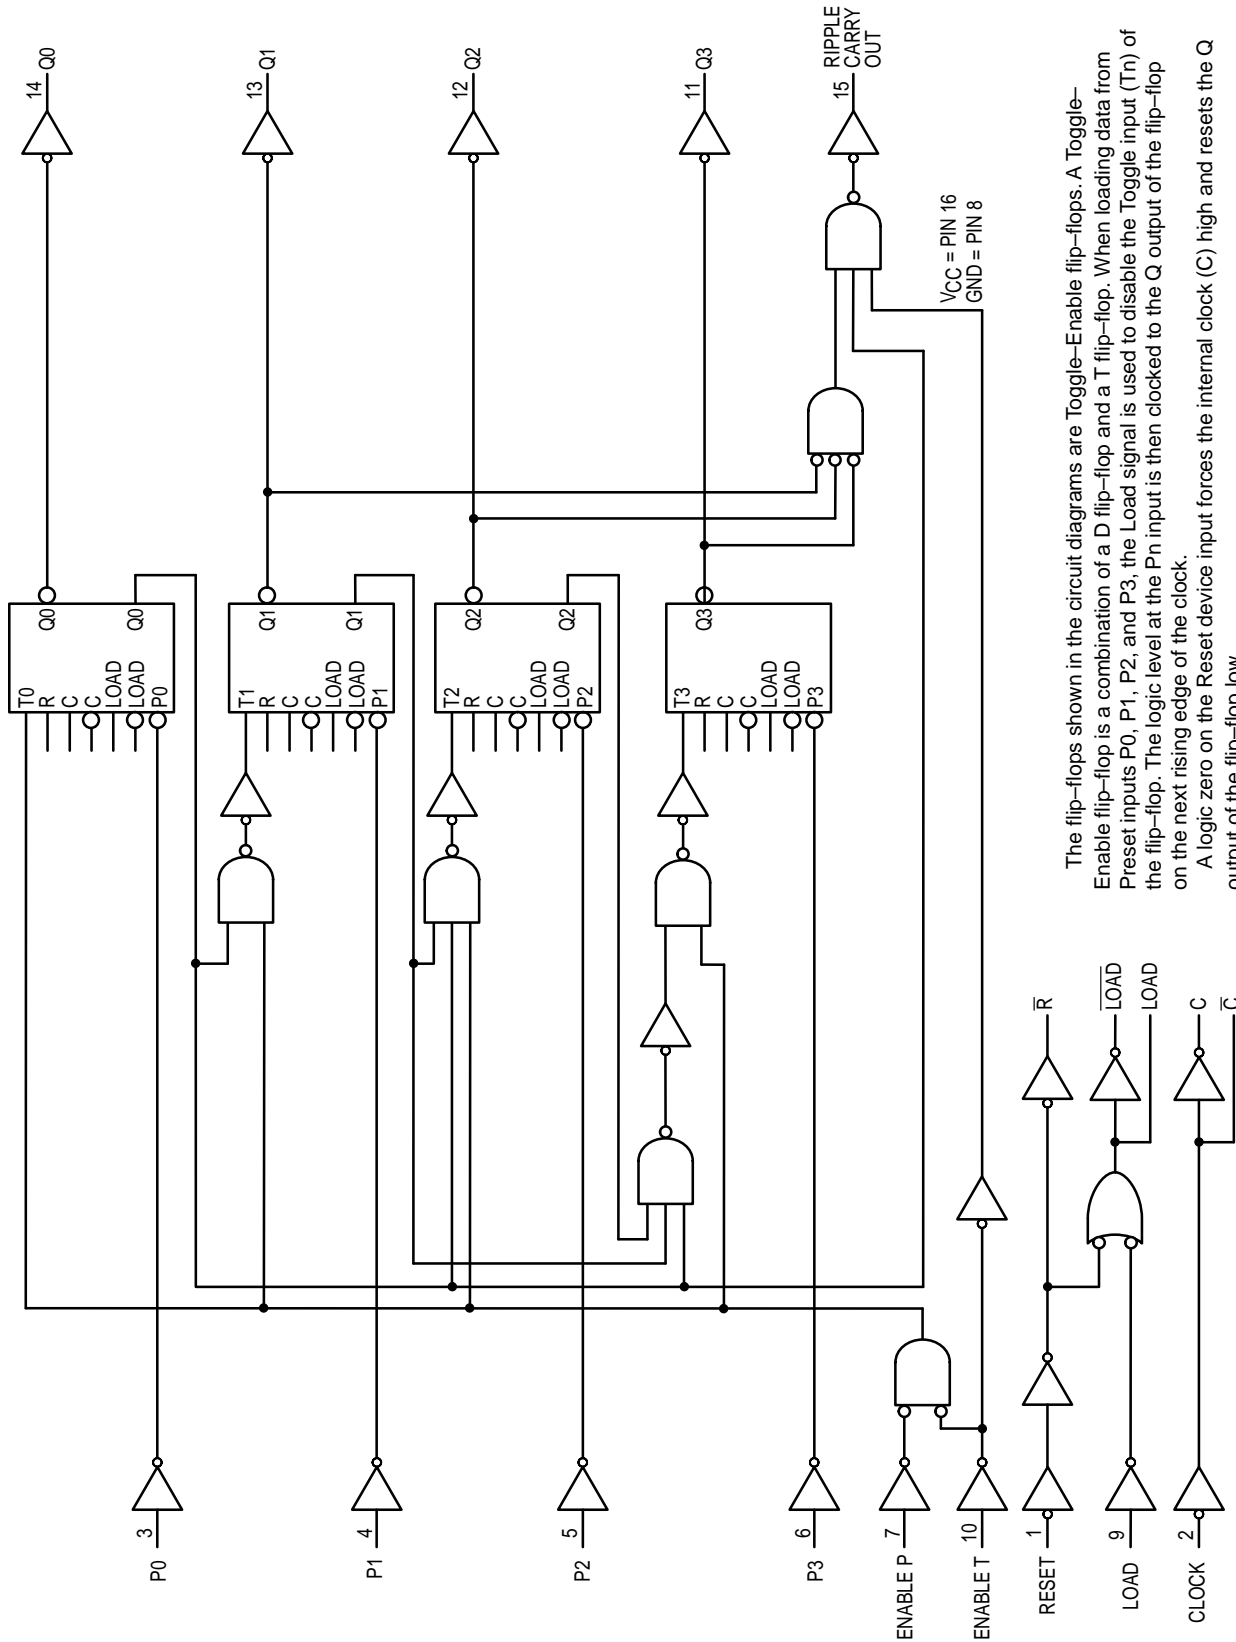 P0
3
T0
R
C
C
LOAD
LOAD
P0
Q0
Q0
14
Q0
P1
4
T1
R
C
C
LOAD
LOAD
P1
Q1
Q1
13
Q1
P2
5
T2
R
C
C
LOAD
LOAD
P2
Q2
Q2
12
Q2
P3
6
T3
R
C
C
LOAD
LOAD
P3
Q3
11
Q3
ENABLE P
7
ENABLE T
10
RIPPLE
CARRY
OUT
15
VCC = PIN 16
GND = PIN 8
RESET
1
R̅
LOAD
9
L̅O̅A̅D̅
LOAD
CLOCK
2
C
C̅
The flip–flops shown in the circuit diagrams are Toggle–Enable flip–flops. A Toggle–
Enable flip–flop is a combination of a D flip–flop and a T flip–flop. When loading data from
Preset inputs P0, P1, P2, and P3, the Load signal is used to disable the Toggle input (Tn) of
the flip–flop. The logic level at the Pn input is then clocked to the Q output of the flip–flop
on the next rising edge of the clock.
A logic zero on the Reset device input forces the internal clock (C) high and resets the Q
output of the flip–flop low